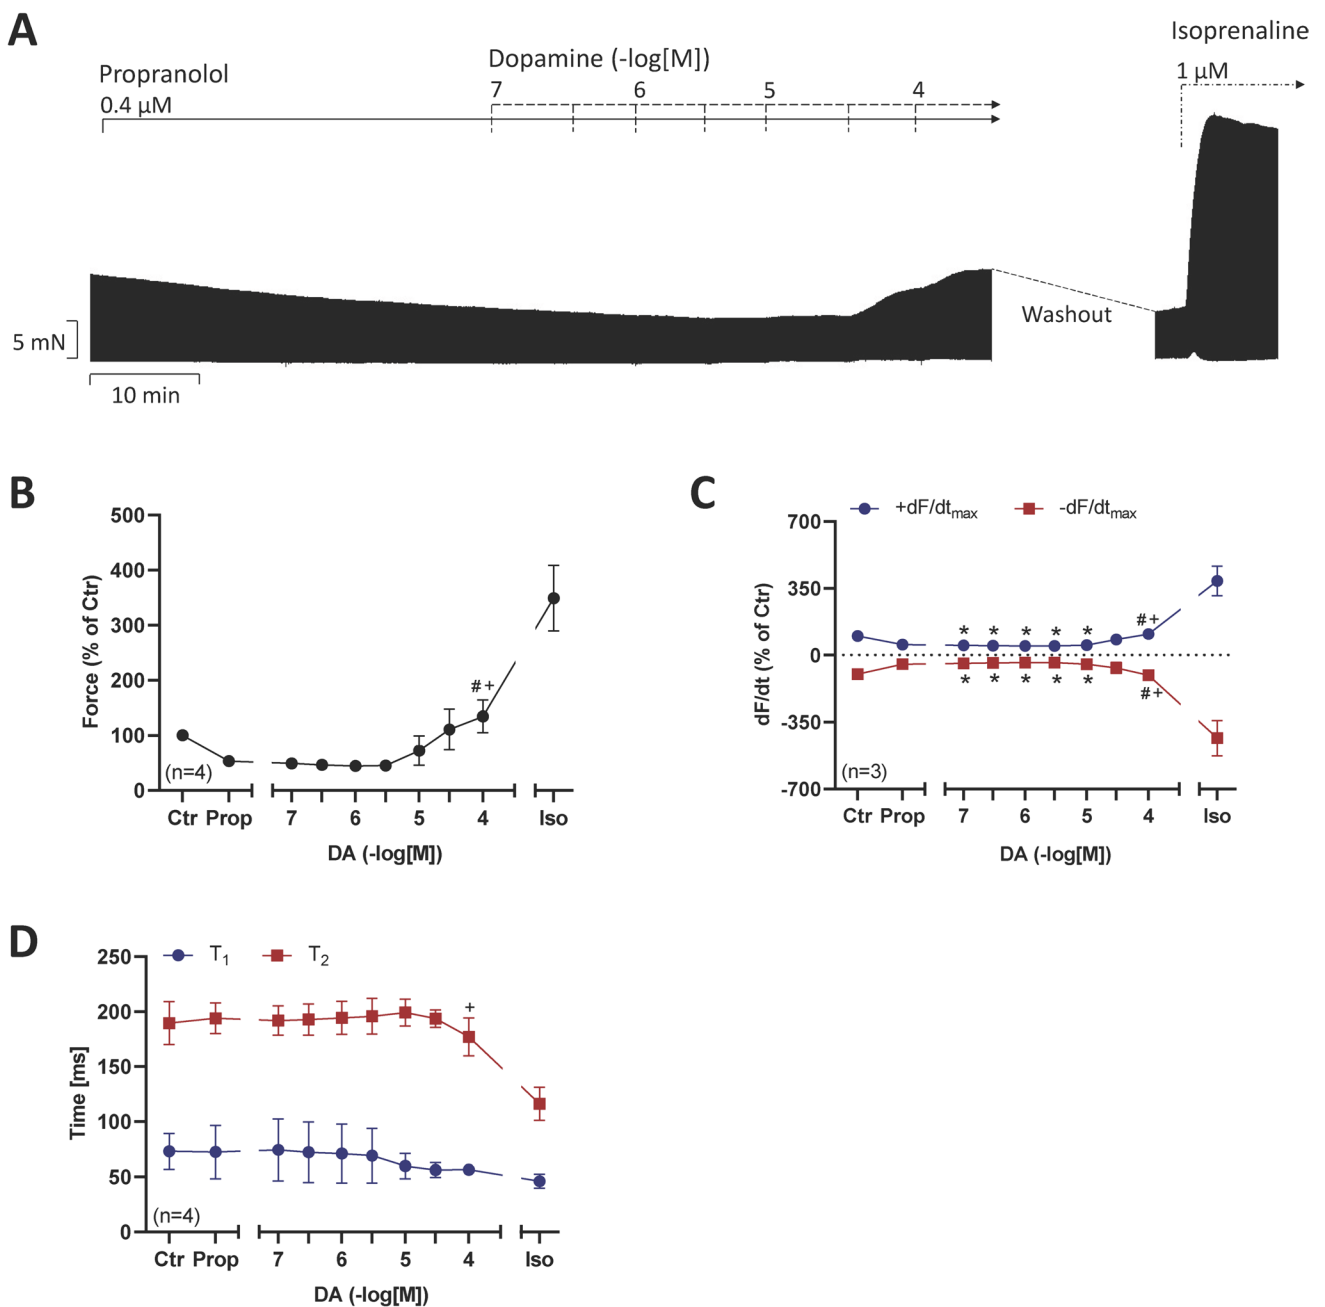 A
Isoprenaline
1 µM
Dopamine (-log[M])
Propranolol
7 6 5 4
0.4 µM
Washout
5 mN
10 min
B
500
400
300
200
100
0
Force (% of Ctr)
# +
(n=4)
Ctr Prop 7 6 5 4 Iso
DA (-log[M])
C
+dF/dtmax -dF/dtmax
700
350
0
-350
-700
dF/dt (% of Ctr)
* * * * * # +
* * * * * # +
(n=3)
Ctr Prop 7 6 5 4 Iso
DA (-log[M])
D
T1 T2
250
200
150
100
50
0
Time [ms]
+
(n=4)
Ctr Prop 7 6 5 4 Iso
DA (-log[M])